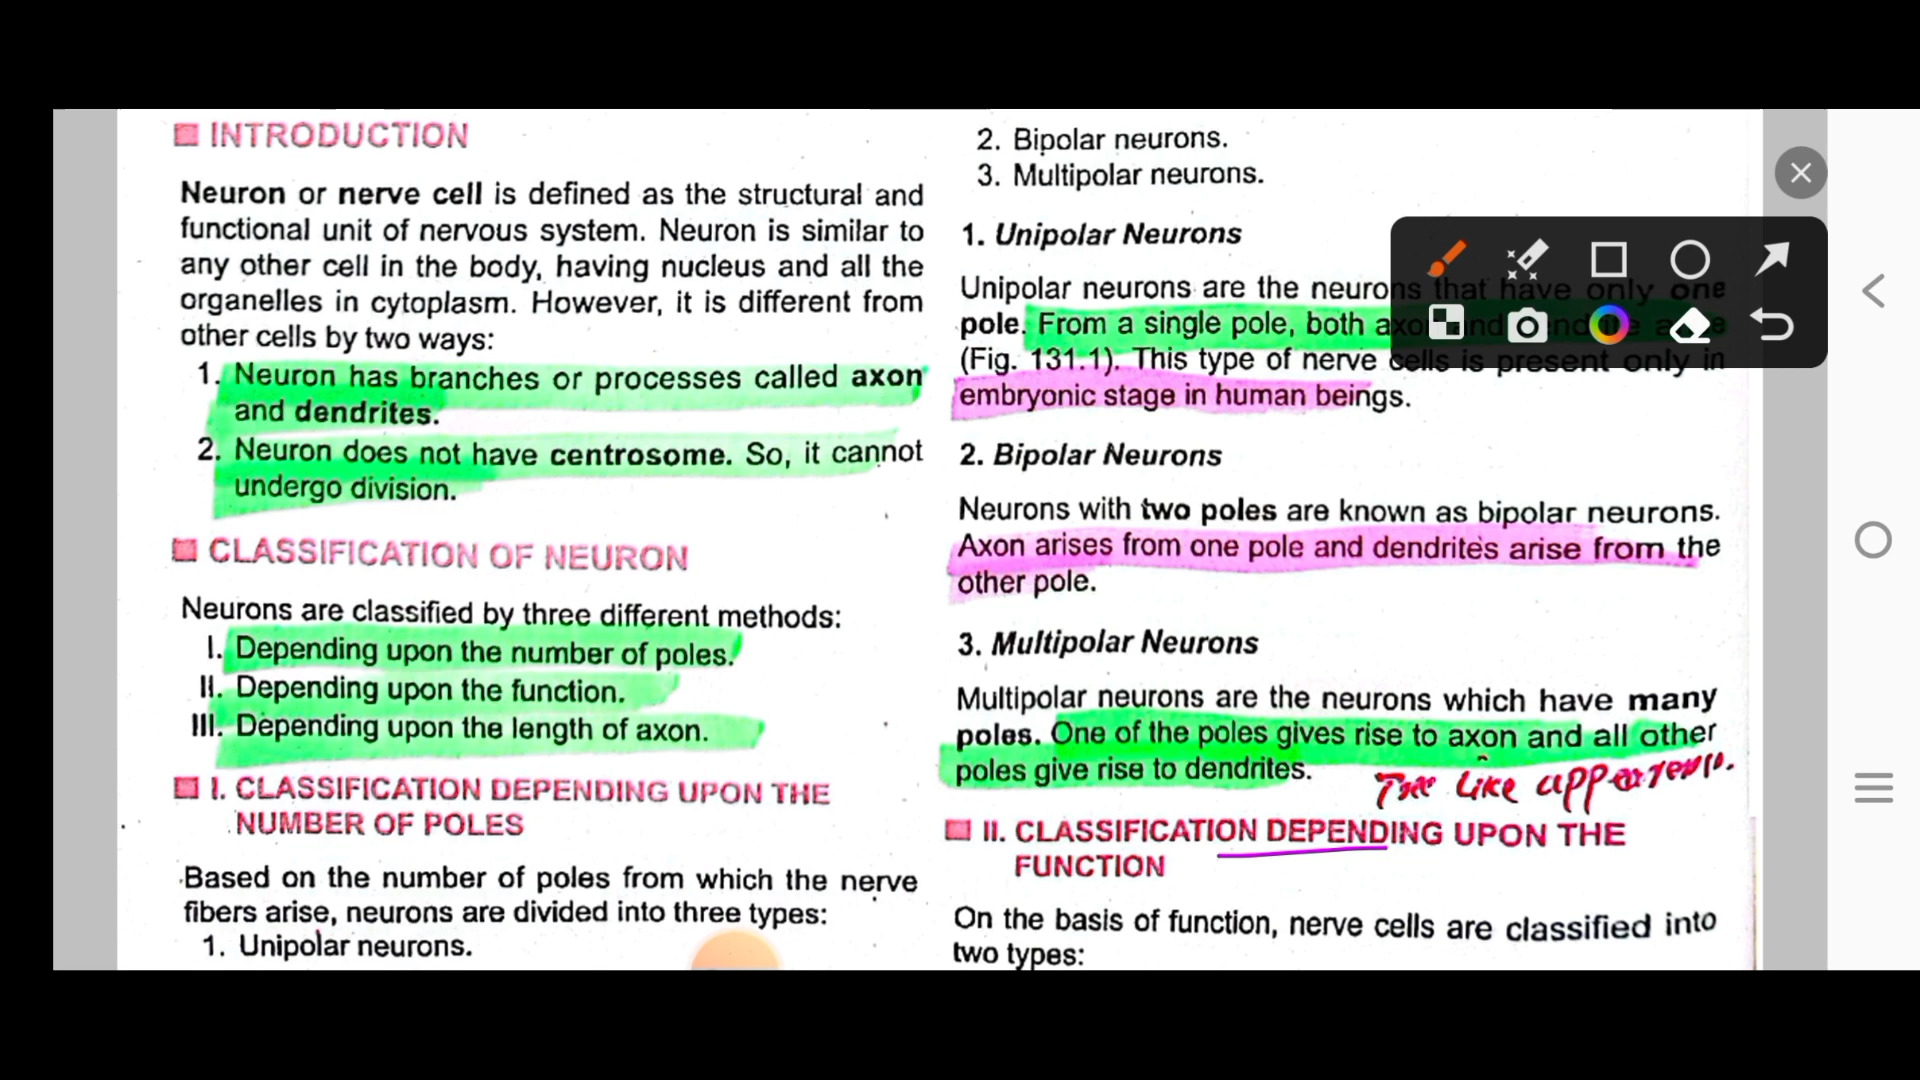 INTRODUCTION
Neuron or nerve cell is defined as the structural and
functional unit of nervous system. Neuron is similar to
any other cell in the body, having nucleus and all the
organelles in cytoplasm. However, it is different from
other cells by two ways:
1. Neuron has branches or processes called axon
and dendrites.
2. Neuron does not have centrosome. So, it cannot
undergo division.
CLASSIFICATION OF NEURON
Neurons are classified by three different methods:
I. Depending upon the number of poles.
II. Depending upon the function.
III. Depending upon the length of axon.
I. CLASSIFICATION DEPENDING UPON THE
NUMBER OF POLES
Based on the number of poles from which the nerve
fibers arise, neurons are divided into three types:
1. Unipolar neurons.
2. Bipolar neurons.
3. Multipolar neurons.
1. Unipolar Neurons
Unipolar neurons are the neurons that have only one
pole. From a single pole, both axon and
(Fig. 131.1). This type of nerve cells is present only in
embryonic stage in human beings.
2. Bipolar Neurons
Neurons with two poles are known as bipolar neurons.
Axon arises from one pole and dendrites arise from the
other pole.
3. Multipolar Neurons
Multipolar neurons are the neurons which have many
poles. One of the poles gives rise to axon and all other
poles give rise to dendrites.
like
II. CLASSIFICATION DEPENDING UPON THE
FUNCTION
On the basis of function, nerve cells are classified into
two types: